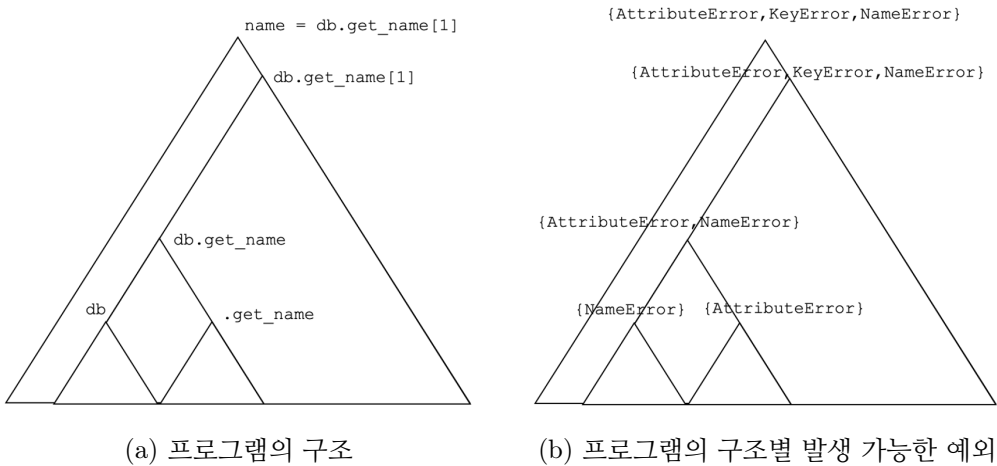 name = db.get_name[1]
db.get_name[1]
db.get_name
db
.get_name
(a) 프로그램의 구조
{AttributeError,KeyError,NameError}
{AttributeError,KeyError,NameError}
{AttributeError,NameError}
{NameError}
{AttributeError}
(b) 프로그램의 구조별 발생 가능한 예외